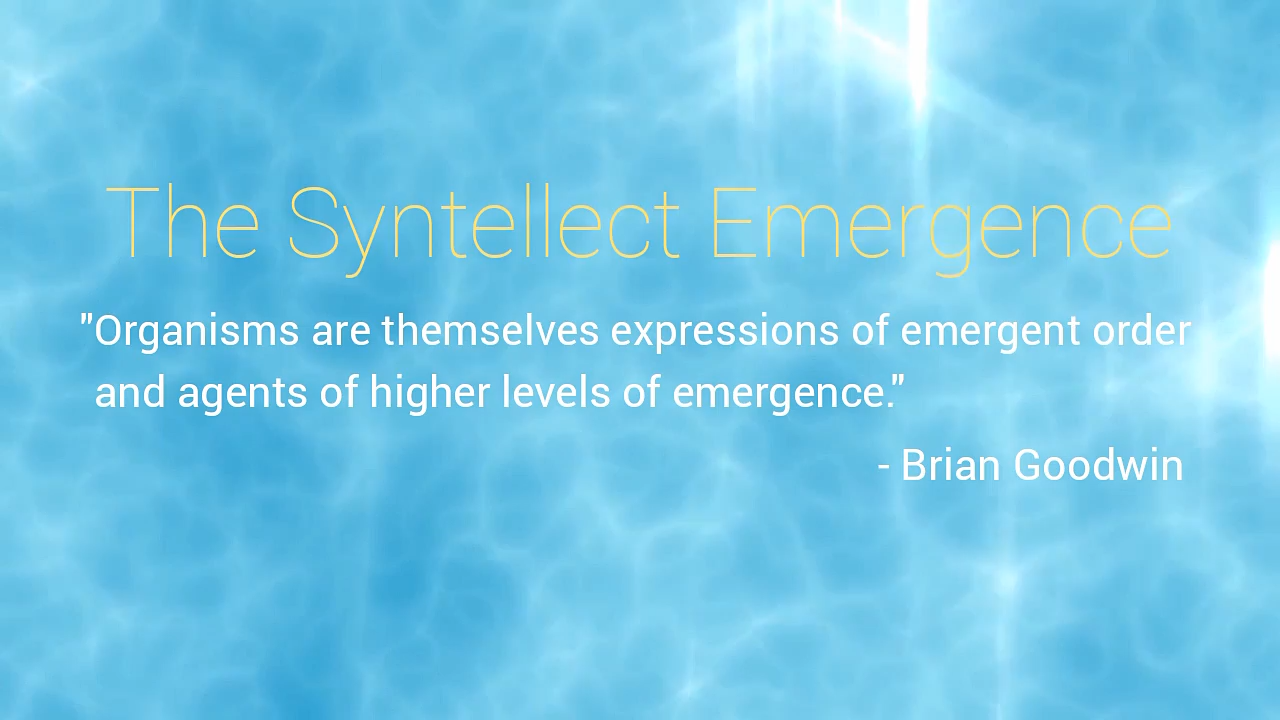 The Syntellect Emergence
"Organisms are themselves expressions of emergent order
and agents of higher levels of emergence."
- Brian Goodwin